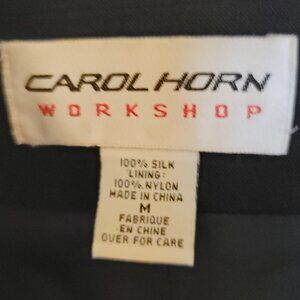 CAROL HORN
WORKSHOP
100% SILK
LINING:
100% NYLON
MADE IN CHINA
M
FABRIQUE
EN CHINE
OVER FOR CARE